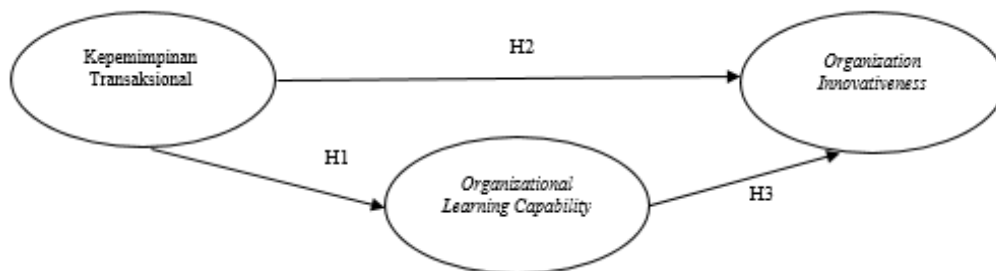 Kepemimpinan
Transaksional
H2
Organization
Innovativeness
H1
Organizational
Learning Capability
H3